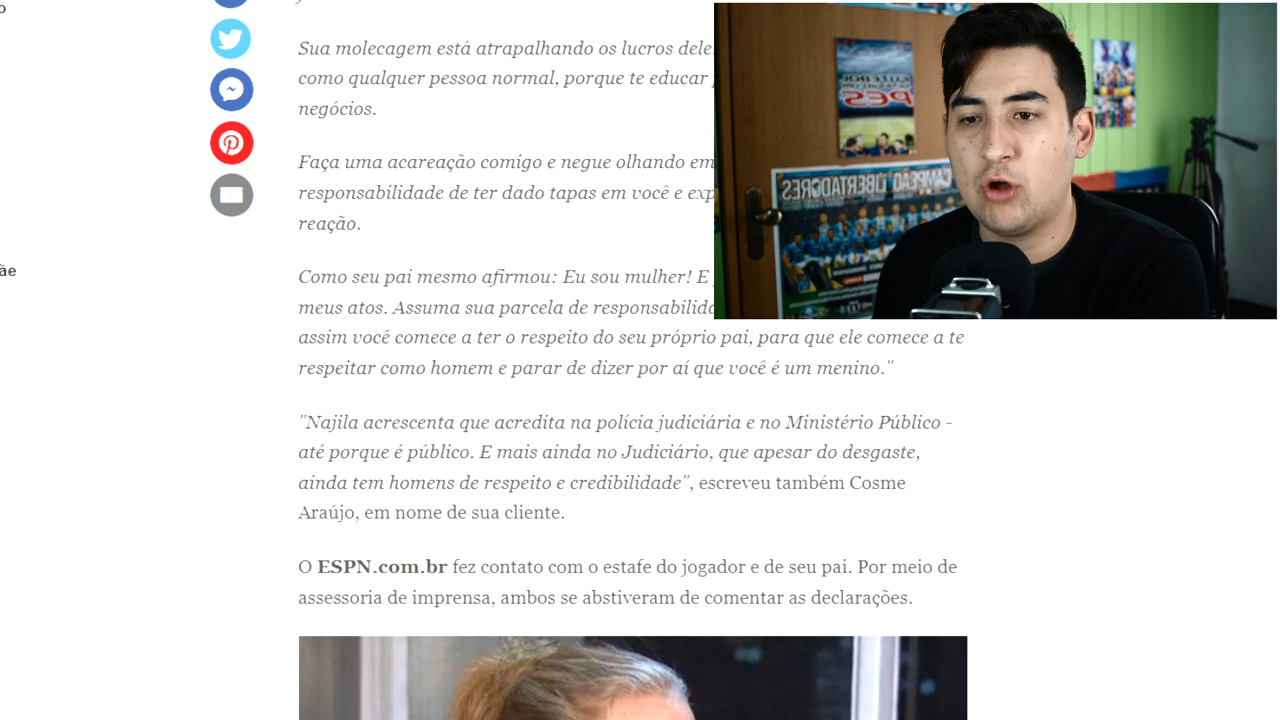 Sua molecagem está atrapalhando os lucros
como qualquer pessoa normal, porque te educar
negócios.
Faça uma acareação comigo e negue olhando em
responsabilidade de ter dado tapas em você e
reação.
Como seu pai mesmo afirmou: Eu sou mulher! E
meus atos. Assuma sua parcela de
assim você comece a ter o respeito do seu próprio pai, para que ele comece a te
respeitar como homem e parar de dizer por aí que você é um menino."
"Najila acrescenta que acredita na polícia judiciária e no Ministério Público -
até porque é público. E mais ainda no Judiciário, que apesar do desgaste,
ainda tem homens de respeito e credibilidade", escreveu também Cosme
Araújo, em nome de sua cliente.
O ESPN.com.br fez contato com o estafe do jogador e de seu pai. Por meio de
assessoria de imprensa, ambos se abstiveram de comentar as declarações.
PES
CAMPEÃO LIBERTADORES